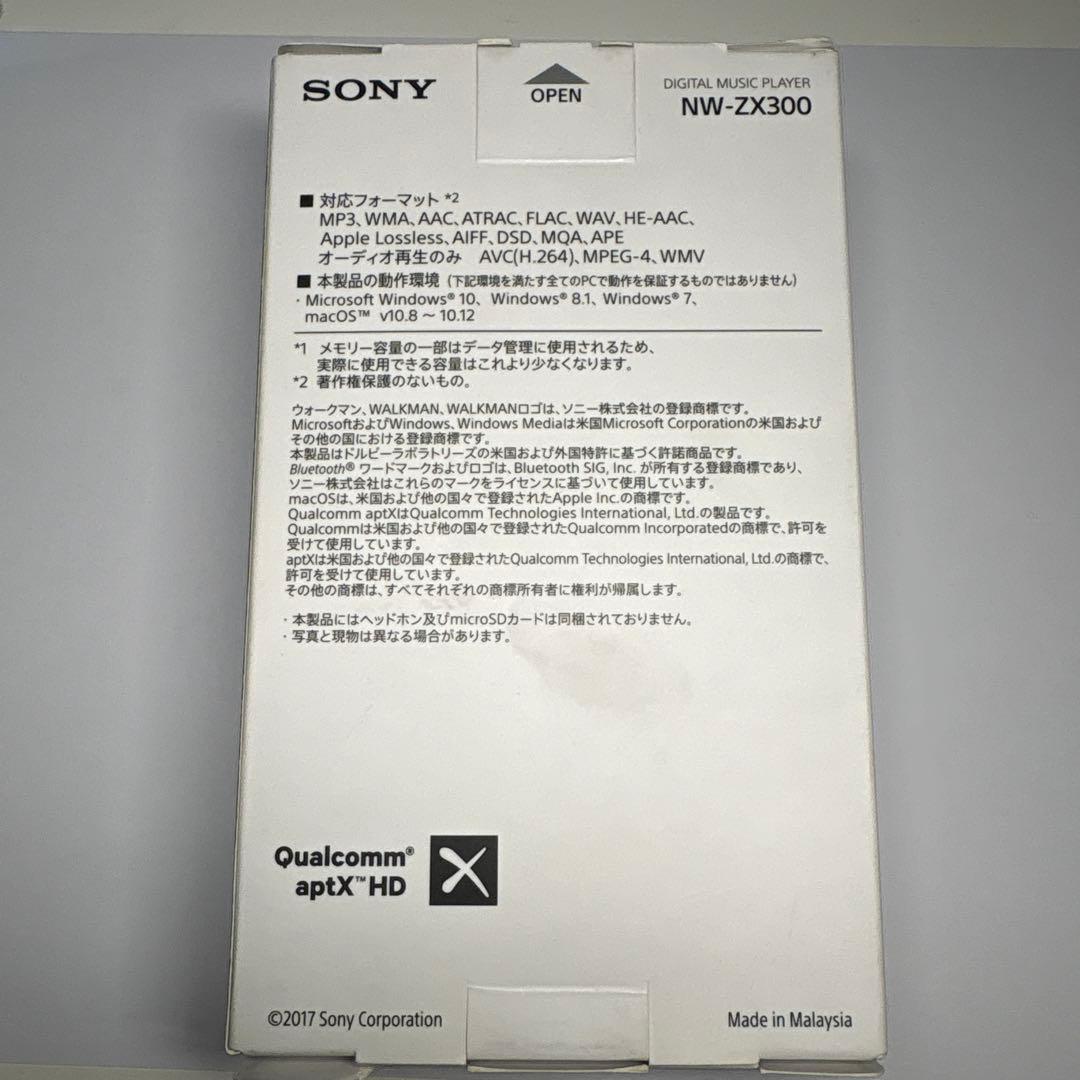 SONY
OPEN
DIGITAL MUSIC PLAYER
NW-ZX300
■ 対応フォーマット *2
MP3、WMA、AAC、ATRAC、FLAC、WAV、HE-AAC、
Apple Lossless、AIFF、DSD、MQA、APE
オーディオ再生のみ AVC(H.264)、MPEG-4、WMV
■ 本製品の動作環境 (下記環境を満たす全てのPCで動作を保証するものではありません)
・Microsoft Windows® 10、 Windows® 8.1、 Windows® 7、
macOS™ v10.8 ~ 10.12
*1 メモリー容量の一部はデータ管理に使用されるため、
実際に使用できる容量はこれより少なくなります。
*2 著作権保護のないもの。
ウォークマン、WALKMAN、WALKMANロゴは、ソニー株式会社の登録商標です。
MicrosoftおよびWindows、Windows Mediaは米国Microsoft Corporationの米国および
その他の国における登録商標です。
本製品はドルビーラボラトリーズの米国および外国特許に基づく許諾商品です。
Bluetooth® ワードマークおよびロゴは、Bluetooth SIG, Inc. が所有する登録商標であり、
ソニー株式会社はこれらのマークをライセンスに基づいて使用しています。
macOSは、米国および他の国々で登録されたApple Inc.の商標です。
Qualcomm aptXはQualcomm Technologies International, Ltd.の製品です。
Qualcommは米国および他の国々で登録されたQualcomm Incorporatedの商標で、許可を
受けて使用しています。
aptXは米国および他の国々で登録されたQualcomm Technologies International, Ltd.の商標で、
許可を受けて使用しています。
その他の商標は、すべてそれぞれの商標所有者に権利が帰属します。
・本製品にはヘッドホン及びmicroSDカードは同梱されておりません。
・写真と現物は異なる場合があります。
Qualcomm®
aptX™ HD
©2017 Sony Corporation
Made in Malaysia